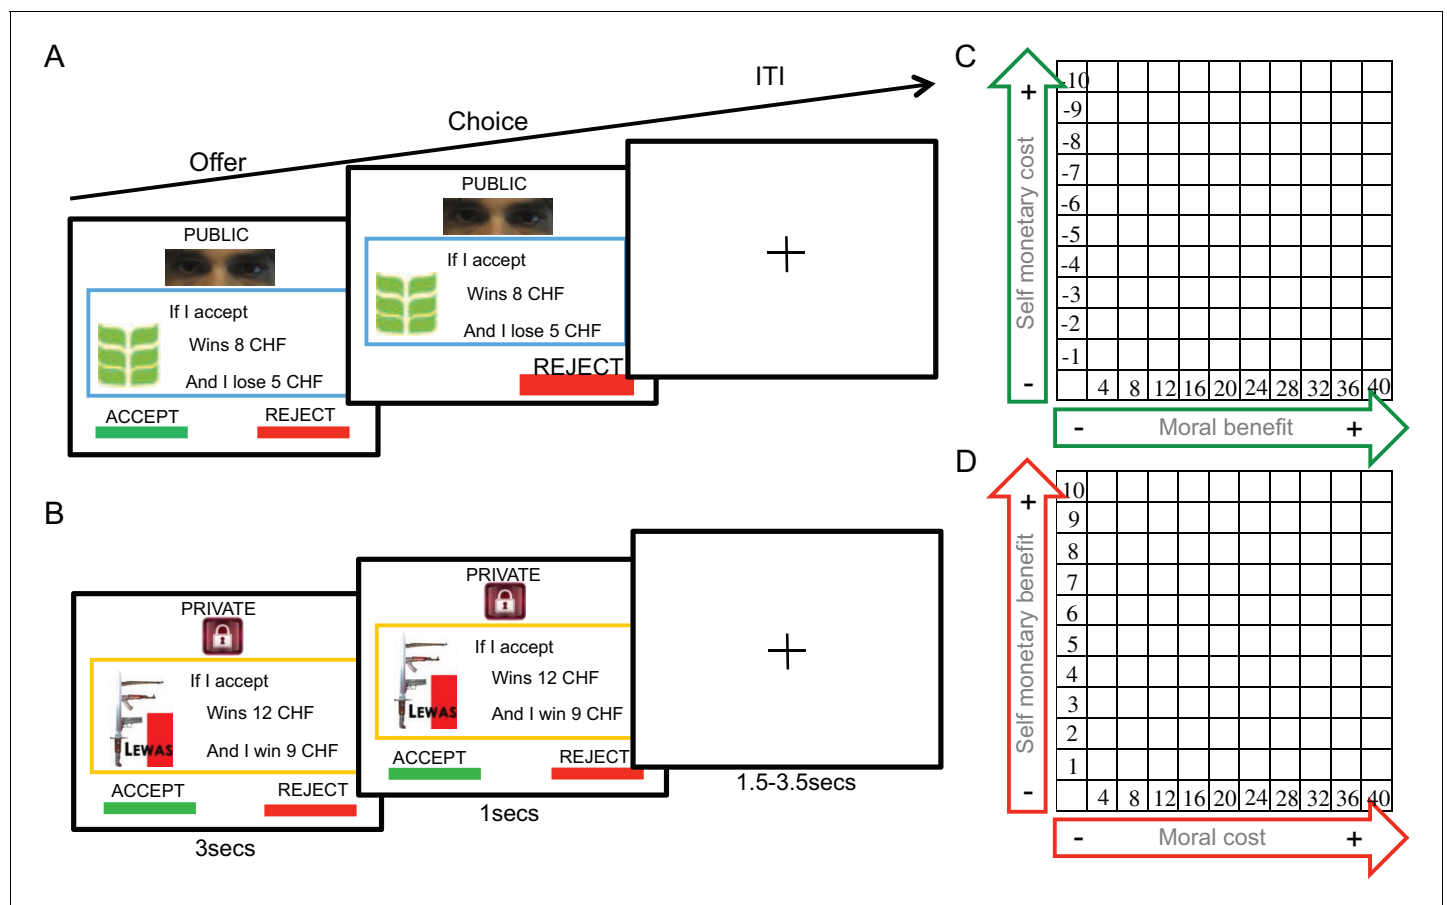 A
Offer
Choice
ITI
PUBLIC
If I accept
Wins 8 CHF
And I lose 5 CHF
ACCEPT
REJECT
PUBLIC
If I accept
Wins 8 CHF
And I lose 5 CHF
REJECT
B
PRIVATE
If I accept
Wins 12 CHF
And I win 9 CHF
LEWAS
ACCEPT
REJECT
3secs
PRIVATE
If I accept
Wins 12 CHF
And I win 9 CHF
LEWAS
ACCEPT
REJECT
1secs
1.5-3.5secs
C
+
Self monetary cost
-
-10
-9
-8
-7
-6
-5
-4
-3
-2
-1
4 8 12 16 20 24 28 32 36 40
- Moral benefit +
D
+
Self monetary benefit
-
10
9
8
7
6
5
4
3
2
1
4 8 12 16 20 24 28 32 36 40
- Moral cost +